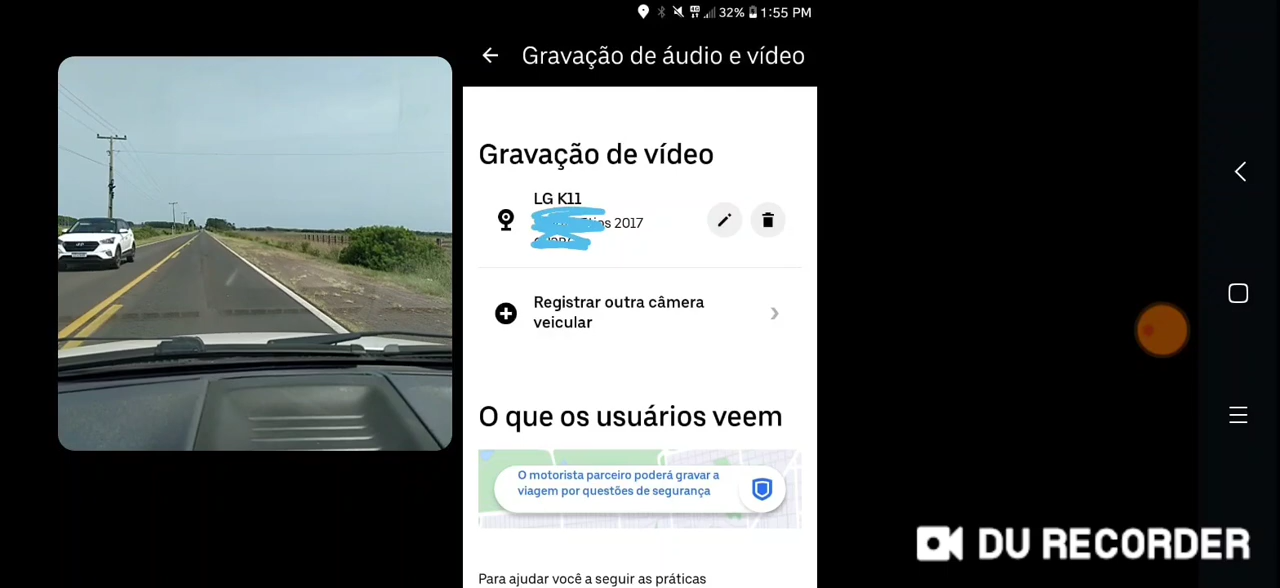 32% 1:55 PM
Gravação de áudio e vídeo
Gravação de vídeo
LG K11
2017
Registrar outra câmera
veicular
O que os usuários veem
O motorista parceiro poderá gravar a
viagem por questões de segurança
Para ajudar você a seguir as práticas
DU RECORDER